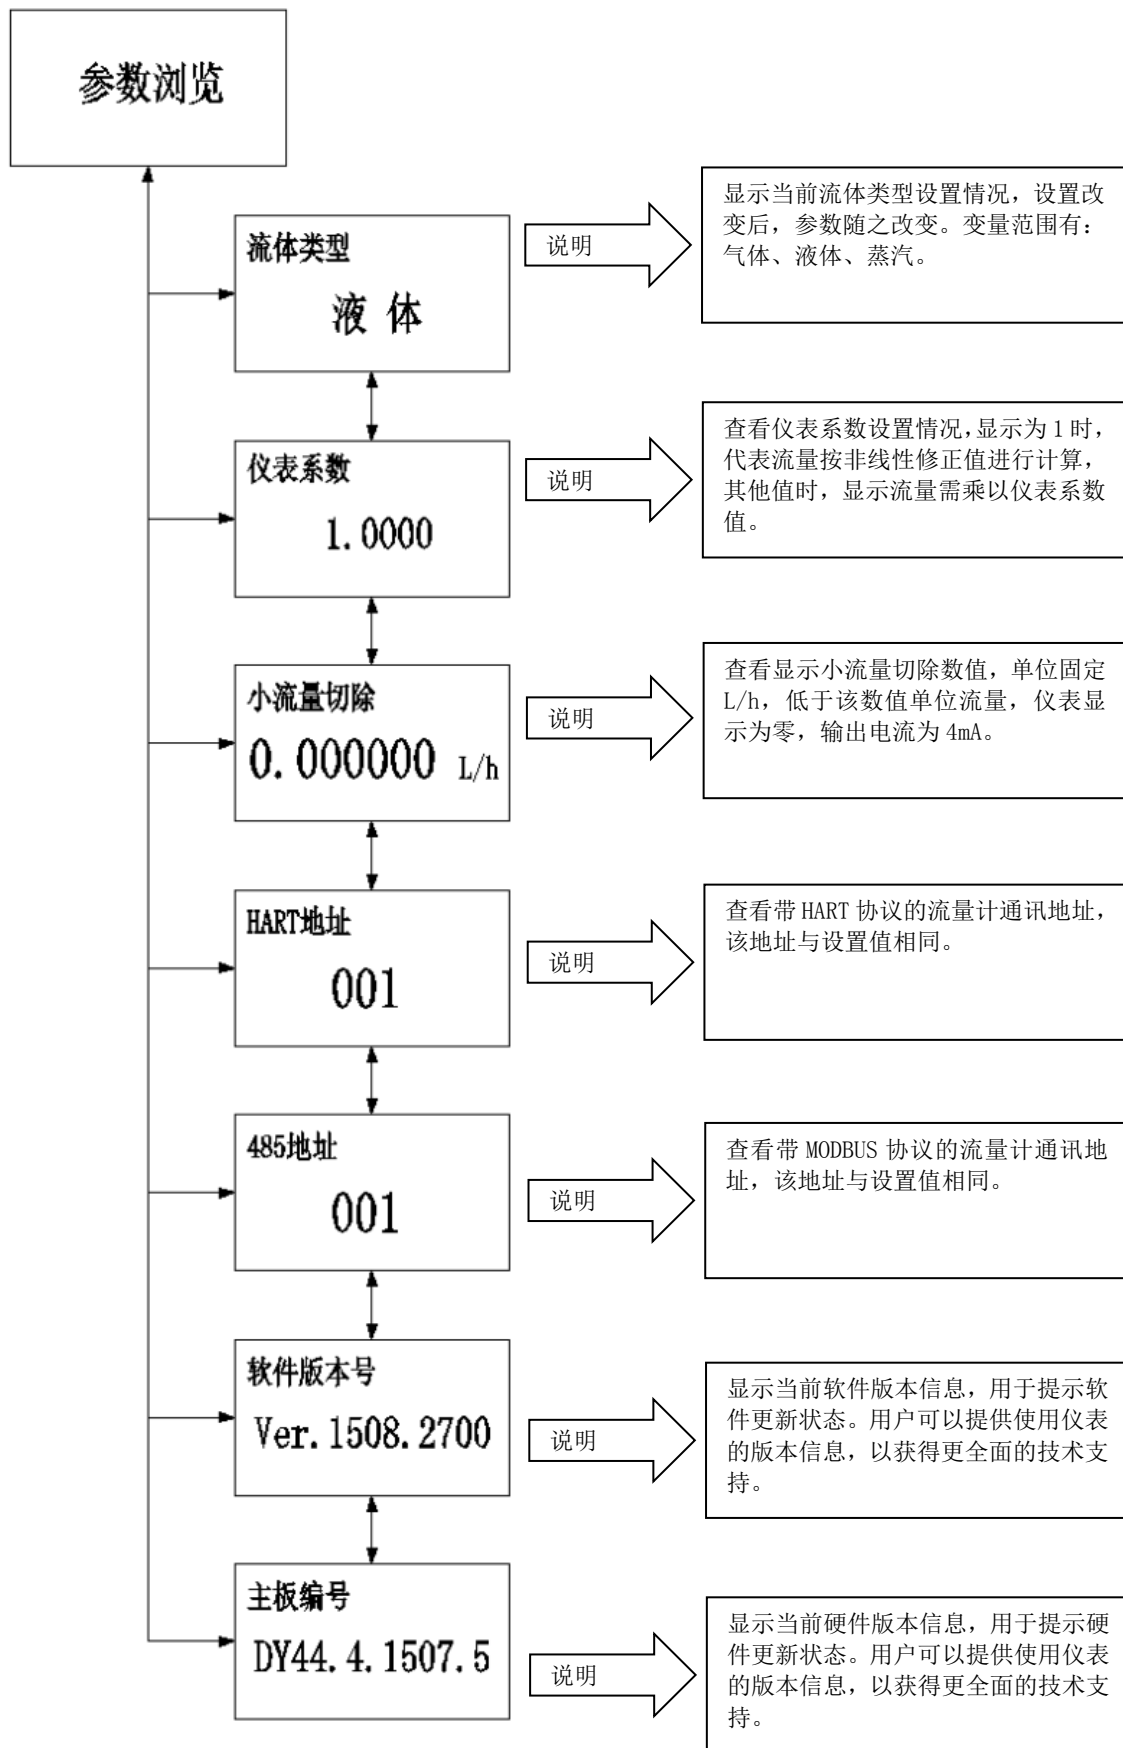 参数浏览
流体类型
液 体
说明
显示当前流体类型设置情况，设置改
变后，参数随之改变。变量范围有：
气体、液体、蒸汽。
仪表系数
1.0000
说明
查看仪表系数设置情况，显示为 1 时，
代表流量按非线性修正值进行计算，
其他值时，显示流量需乘以仪表系数
值。
小流量切除
0.000000 L/h
说明
查看显示小流量切除数值，单位固定
L/h，低于该数值单位流量，仪表显
示为零，输出电流为 4mA。
HART地址
001
说明
查看带 HART 协议的流量计通讯地址，
该地址与设置值相同。
485地址
001
说明
查看带 MODBUS 协议的流量计通讯地
址，该地址与设置值相同。
软件版本号
Ver.1508.2700
说明
显示当前软件版本信息，用于提示软
件更新状态。用户可以提供使用仪表
的版本信息，以获得更全面的技术支
持。
主板编号
DY44.4.1507.5
说明
显示当前硬件版本信息，用于提示硬
件更新状态。用户可以提供使用仪表
的版本信息，以获得更全面的技术支
持。